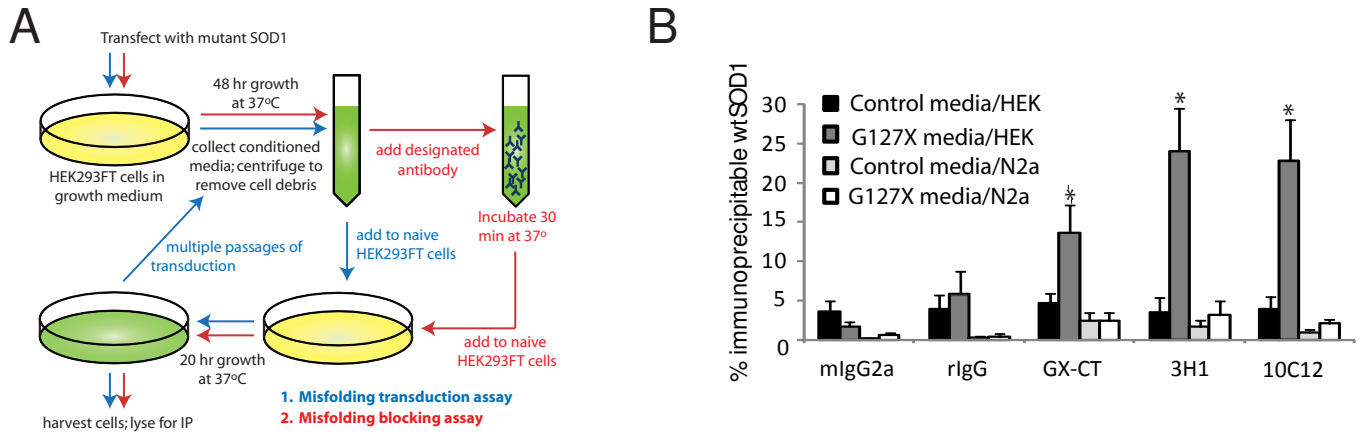 A
Transfect with mutant SOD1
48 hr growth
at 37ºC
HEK293FT cells in
growth medium
collect conditioned
media; centrifuge to
remove cell debris
add designated
antibody
Incubate 30
min at 37º
multiple passages of
transduction
add to naive
HEK293FT cells
add to naive
HEK293FT cells
20 hr growth
at 37ºC
harvest cells; lyse for IP
1. Misfolding transduction assay
2. Misfolding blocking assay
B
% immunoprecipitable wtSOD1
30
25
20
15
10
5
0
Control media/HEK
G127X media/HEK
Control media/N2a
G127X media/N2a
*
*
*
mIgG2a
rIgG
GX-CT
3H1
10C12